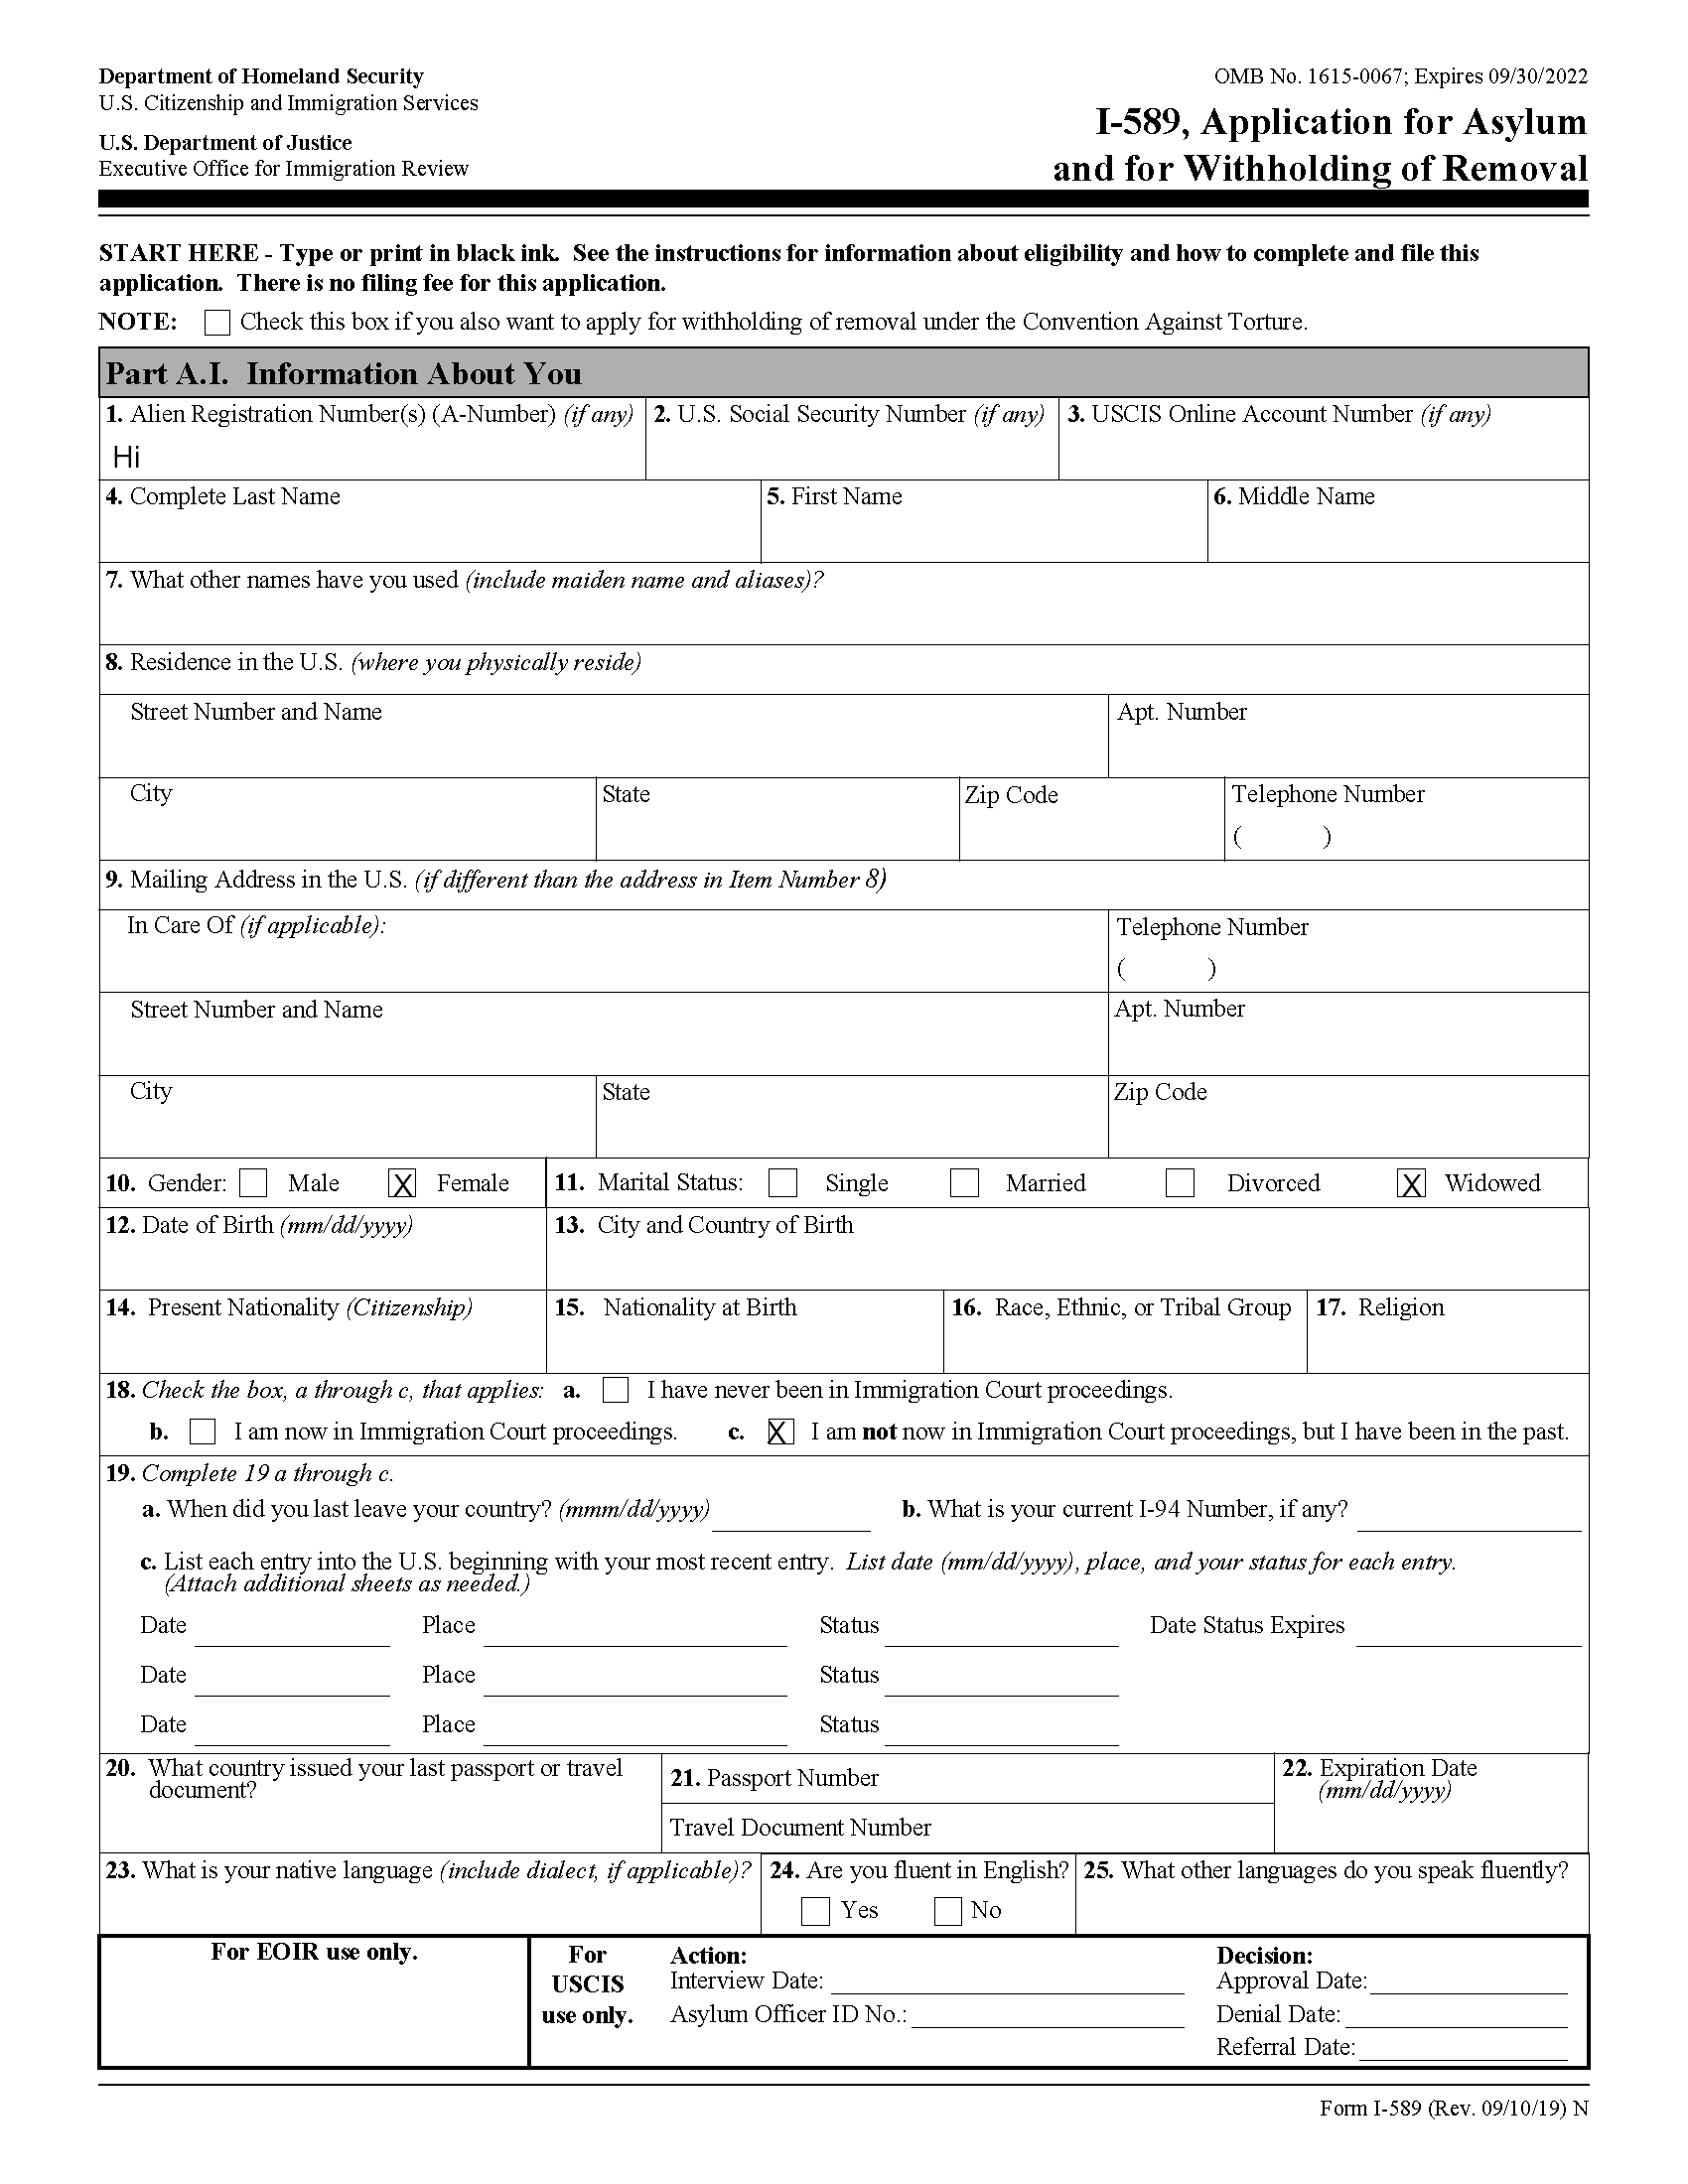 Department of Homeland Security
U.S. Citizenship and Immigration Services
U.S. Department of Justice
Executive Office for Immigration Review
OMB No. 1615-0067; Expires 09/30/2022
I-589, Application for Asylum
and for Withholding of Removal
START HERE - Type or print in black ink. See the instructions for information about eligibility and how to complete and file this
application. There is no filing fee for this application.
NOTE: Check this box if you also want to apply for withholding of removal under the Convention Against Torture.
Part A.I. Information About You
1. Alien Registration Number(s) (A-Number) (if any) 2. U.S. Social Security Number (if any) 3. USCIS Online Account Number (if any)
Hi
4. Complete Last Name 5. First Name 6. Middle Name
7. What other names have you used (include maiden name and aliases)?
8. Residence in the U.S. (where you physically reside)
Street Number and Name Apt. Number
City State Zip Code Telephone Number
( )
9. Mailing Address in the U.S. (if different than the address in Item Number 8)
In Care Of (if applicable): Telephone Number
( )
Street Number and Name Apt. Number
City State Zip Code
10. Gender: Male X Female 11. Marital Status: Single Married Divorced X Widowed
12. Date of Birth (mm/dd/yyyy) 13. City and Country of Birth
14. Present Nationality (Citizenship) 15. Nationality at Birth 16. Race, Ethnic, or Tribal Group 17. Religion
18. Check the box, a through c, that applies: a. I have never been in Immigration Court proceedings.
b. I am now in Immigration Court proceedings. c. X I am not now in Immigration Court proceedings, but I have been in the past.
19. Complete 19 a through c.
a. When did you last leave your country? (mmm/dd/yyyy) b. What is your current I-94 Number, if any?
c. List each entry into the U.S. beginning with your most recent entry. List date (mm/dd/yyyy), place, and your status for each entry.
(Attach additional sheets as needed.)
Date Place Status Date Status Expires
Date Place Status
Date Place Status
20. What country issued your last passport or travel
document?
21. Passport Number
Travel Document Number
22. Expiration Date
(mm/dd/yyyy)
23. What is your native language (include dialect, if applicable)? 24. Are you fluent in English? 25. What other languages do you speak fluently?
Yes No
For EOIR use only.
For
USCIS
use only.
Action:
Interview Date:
Asylum Officer ID No.:
Decision:
Approval Date:
Denial Date:
Referral Date:
Form I-589 (Rev. 09/10/19) N